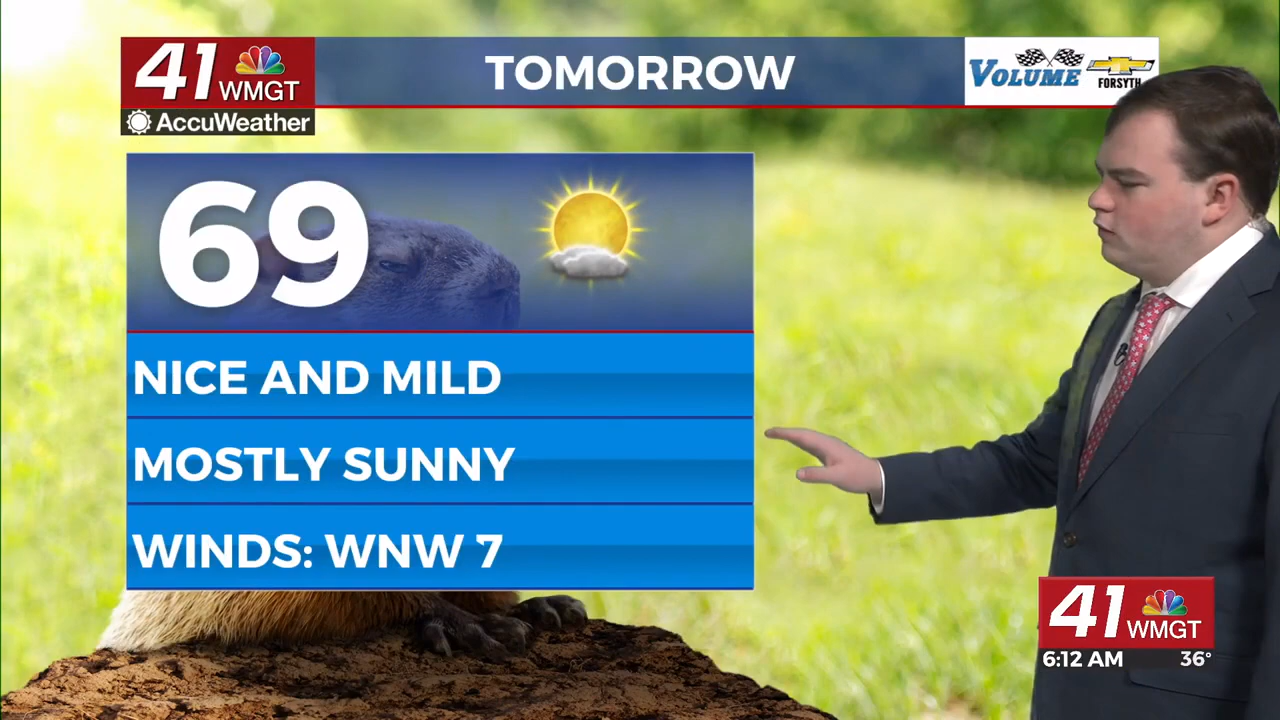 41 WMGT
AccuWeather
TOMORROW
VOLUME FORSYTH
69
NICE AND MILD
MOSTLY SUNNY
WINDS: WNW 7
41 WMGT
6:12 AM 36°